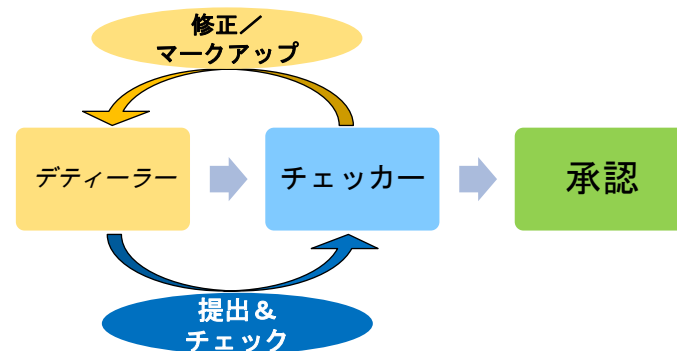 修正／
マークアップ
デティーラー
チェッカー
承認
提出＆
チェック